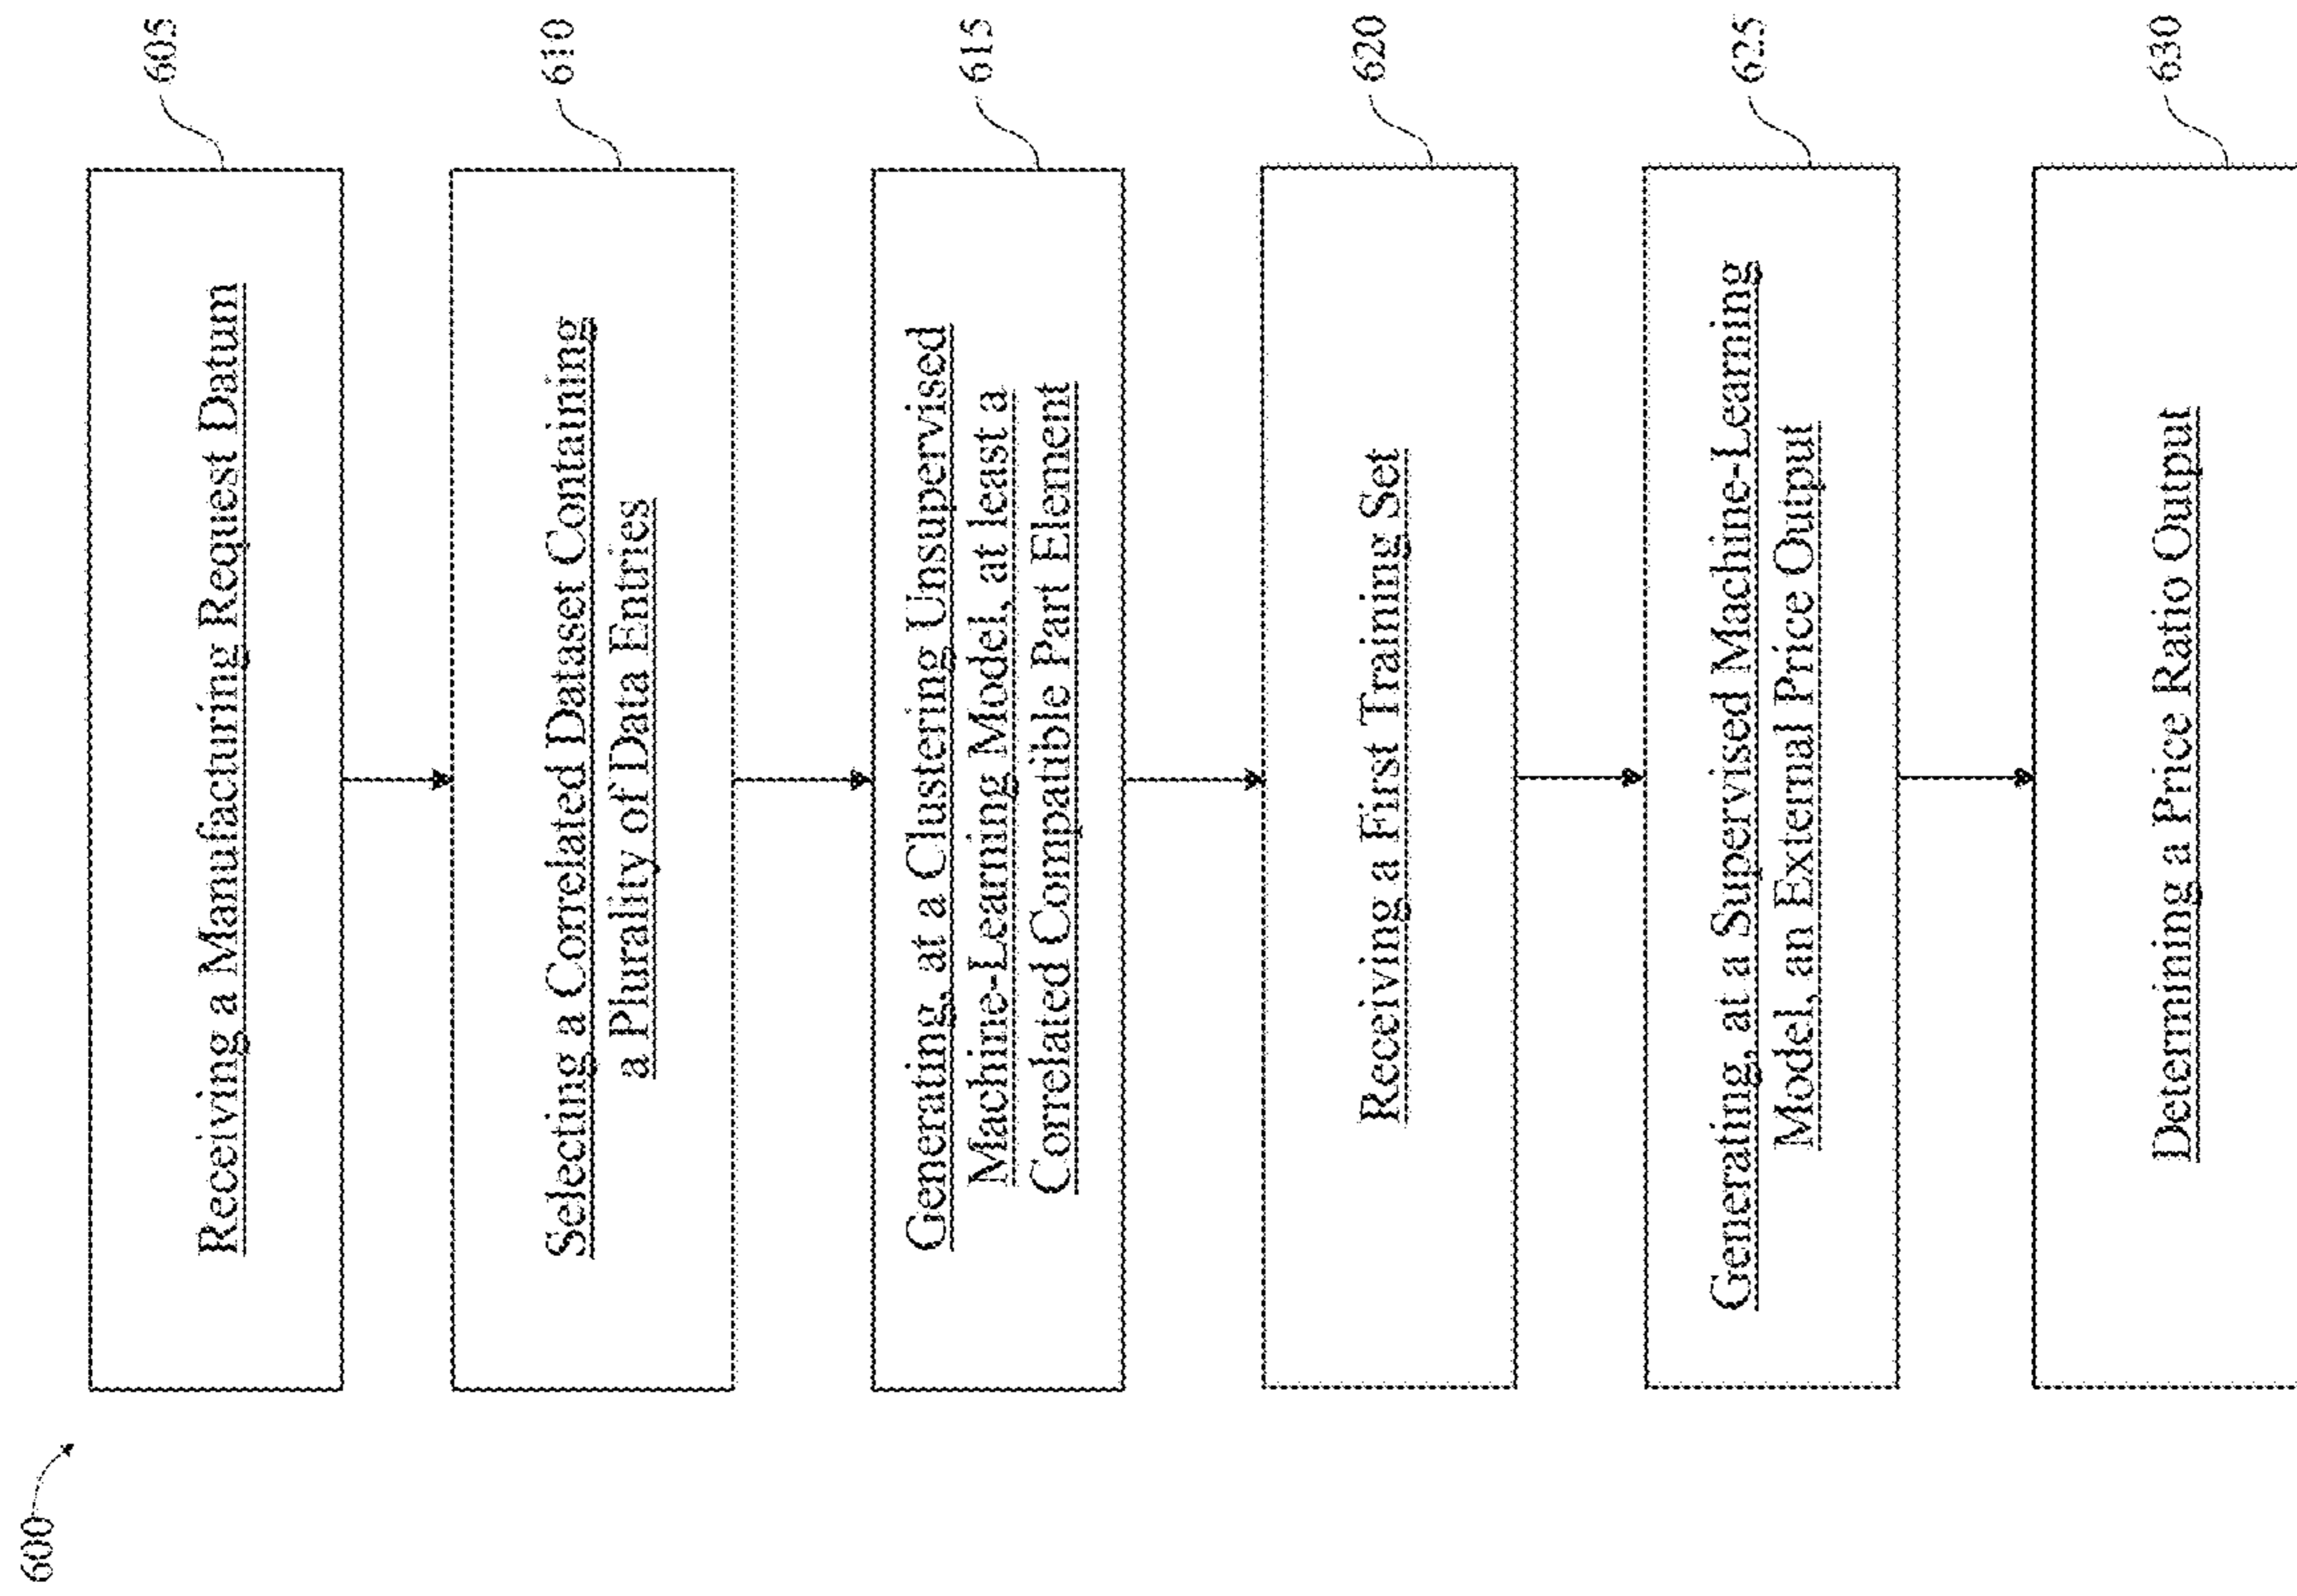 600
605
Receiving a Manufacturing Request Datum
610
Selecting a Correlated Dataset Containing
a Plurality of Data Entries
615
Generating, at a Clustering Unsupervised
Machine-Learning Model, at least a
Correlated Compatible Part Element
620
Receiving a First Training Set
625
Generating, at a Supervised Machine-Learning
Model, an External Price Output
630
Determining a Price Ratio Output